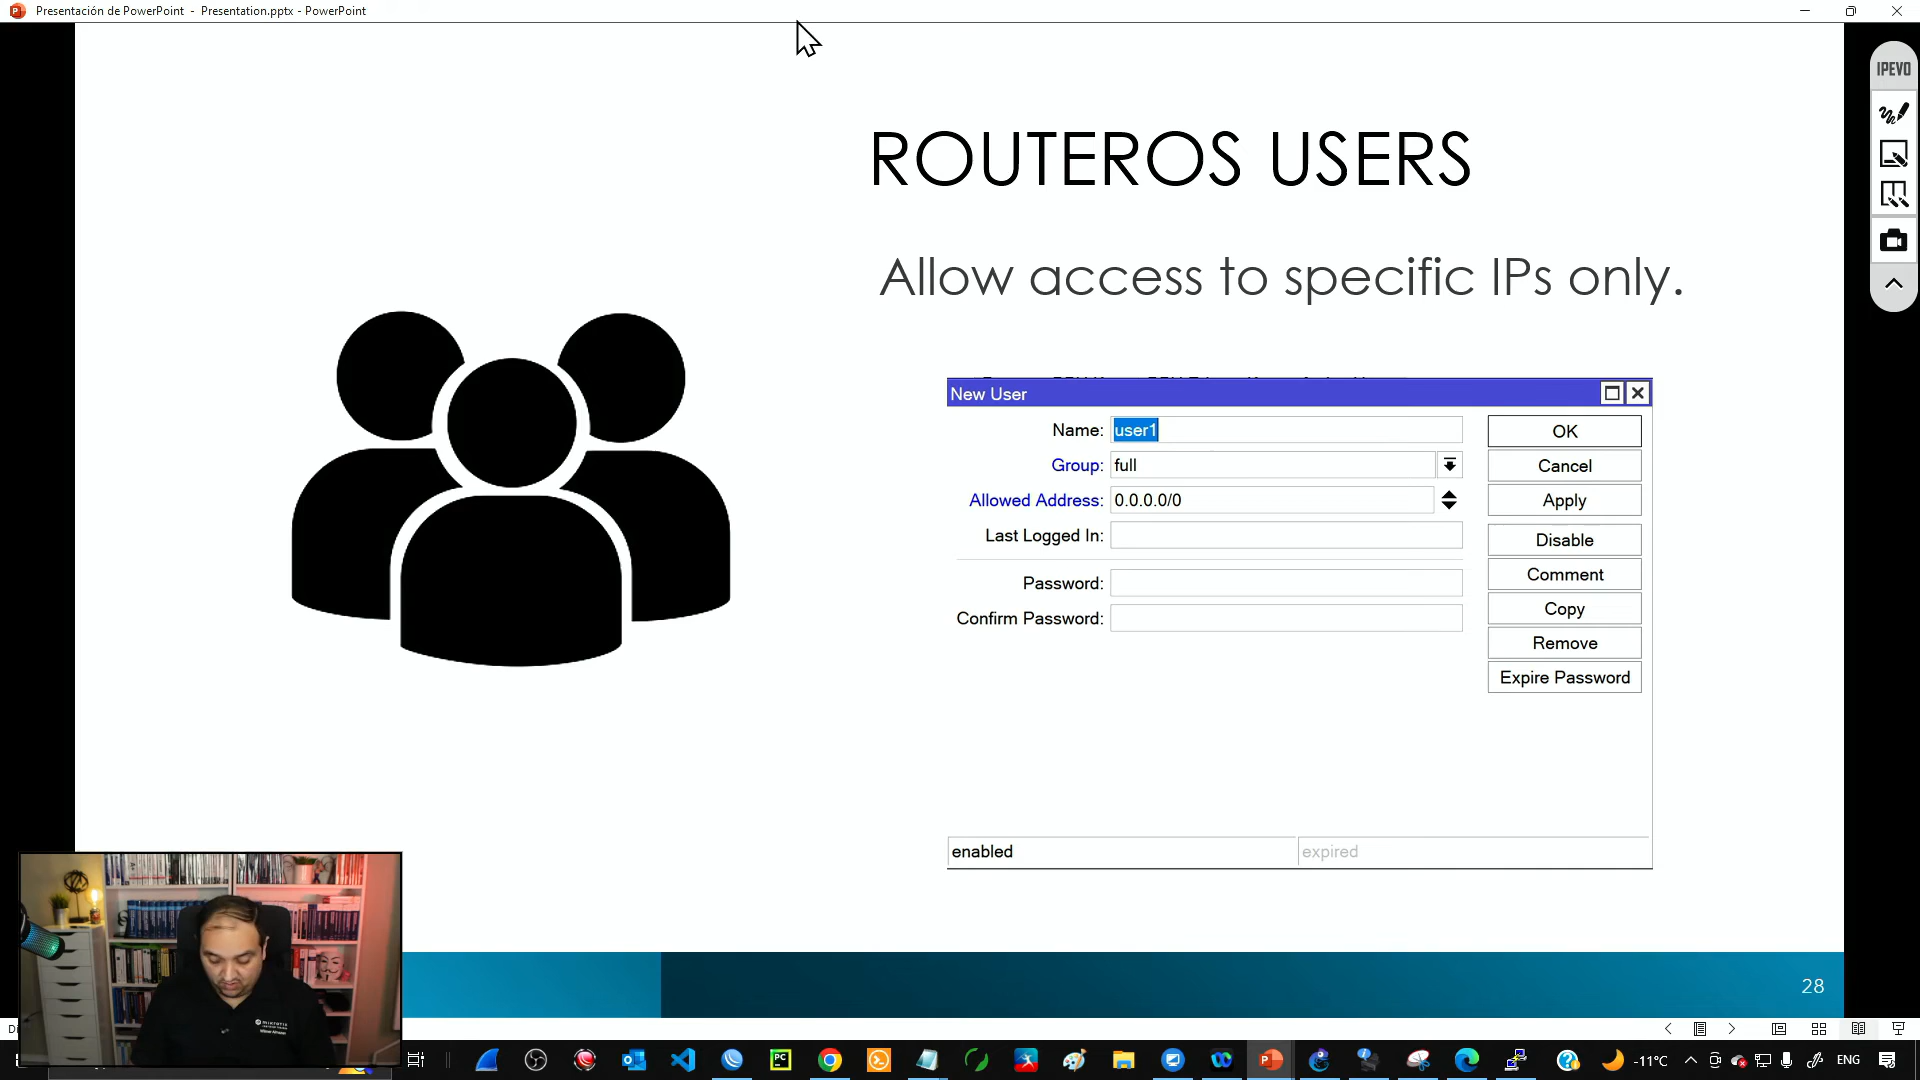 Presentación de PowerPoint - Presentation.pptx - PowerPoint
IPEVO
ROUTEROS USERS
Allow access to specific IPs only.
New User
Name: user1
OK
Group: full
Cancel
Allowed Address: 0.0.0.0/0
Apply
Last Logged In:
Disable
Comment
Password:
Copy
Confirm Password:
Remove
Expire Password
enabled
expired
28
MIKROTIK
PC
-11°C
ENG